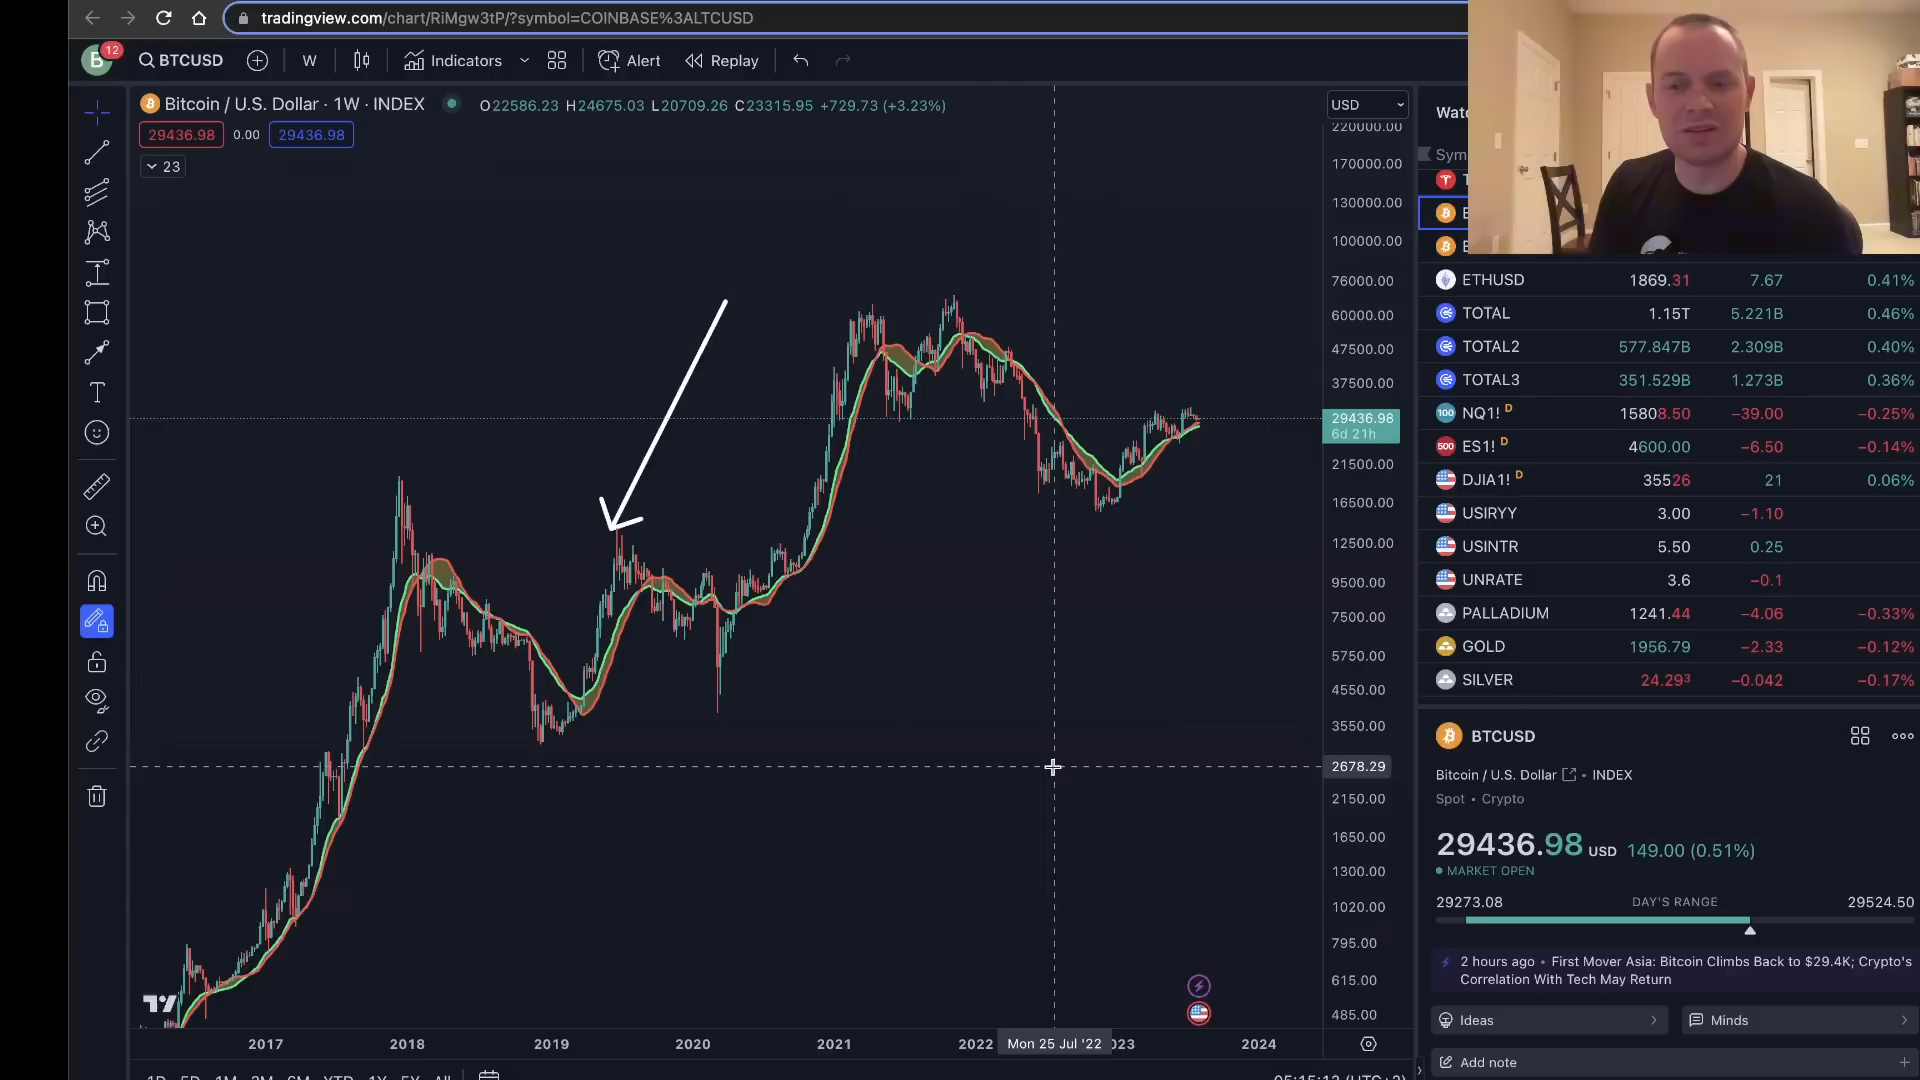 tradingview.com/chart/RiMgw3tP/?symbol=COINBASE%3ALTCUSD
B 12 BTCUSD W Indicators Alert Replay
Bitcoin / U.S. Dollar · 1W · INDEX O22586.23 H24675.03 L20709.26 C23315.95 +729.73 (+3.23%)
29436.98 0.00 29436.98
23
USD
220000.00
170000.00
130000.00
100000.00
76000.00
60000.00
47500.00
37500.00
29436.98
6d 21h
21500.00
16500.00
12500.00
9500.00
7500.00
5750.00
4550.00
3550.00
2678.29
2150.00
1650.00
1300.00
1020.00
795.00
615.00
485.00
2017 2018 2019 2020 2021 2022 Mon 25 Jul '22 2024
ETHUSD 1869.31 7.67 0.41%
TOTAL 1.15T 5.221B 0.46%
TOTAL2 577.847B 2.309B 0.40%
TOTAL3 351.529B 1.273B 0.36%
100 NQ1! D 15808.50 −39.00 −0.25%
500 ES1! D 4600.00 −6.50 −0.14%
DJIA1! D 35526 21 0.06%
USIRYY 3.00 −1.10
USINTR 5.50 0.25
UNRATE 3.6 −0.1
PALLADIUM 1241.44 −4.06 −0.33%
GOLD 1956.79 −2.33 −0.12%
SILVER 24.293 −0.042 −0.17%
BTCUSD
Bitcoin / U.S. Dollar • INDEX
Spot • Crypto
29436.98 USD 149.00 (0.51%)
MARKET OPEN
29273.08 DAY'S RANGE 29524.50
2 hours ago • First Mover Asia: Bitcoin Climbs Back to $29.4K; Crypto's
Correlation With Tech May Return
Ideas Minds
Add note